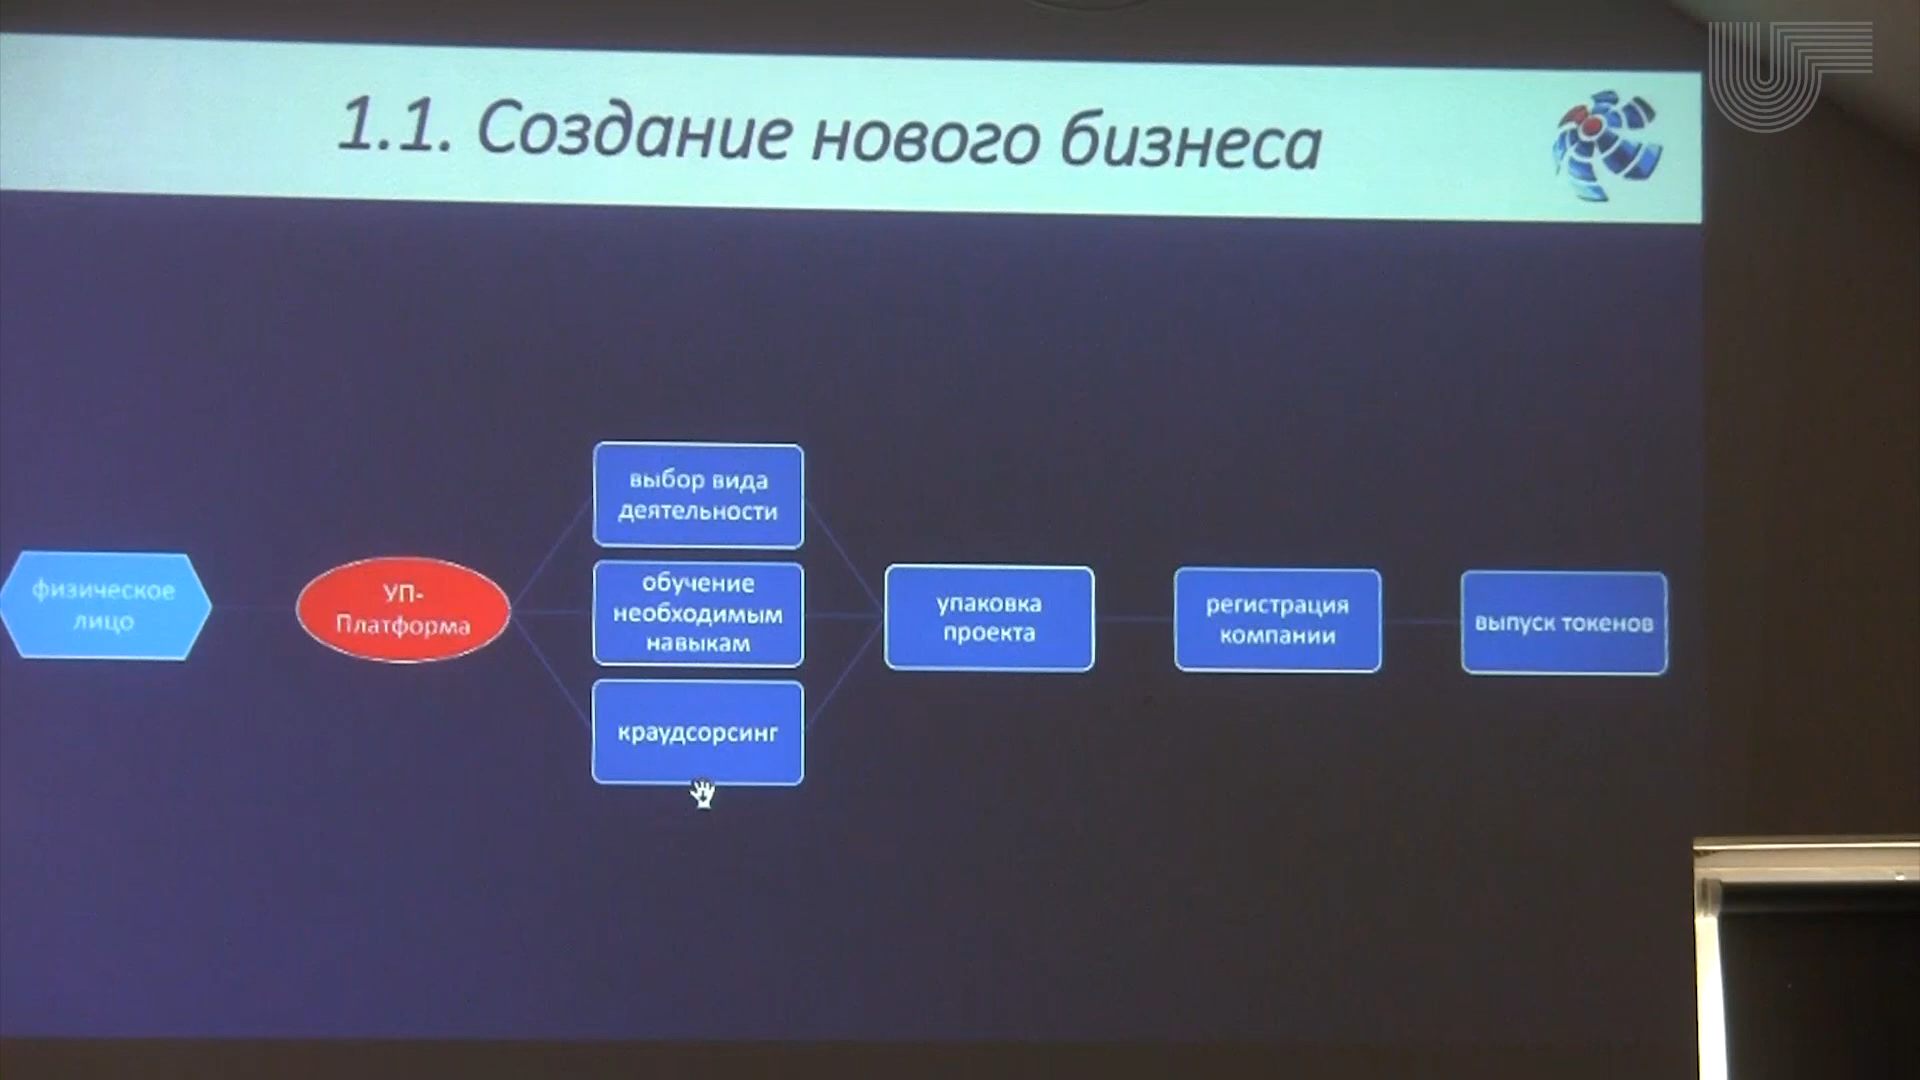 1.1. Создание нового бизнеса
физическое
лицо
УП-
Платформа
выбор вида
деятельности
обучение
необходимым
навыкам
краудсорсинг
упаковка
проекта
регистрация
компании
выпуск токенов